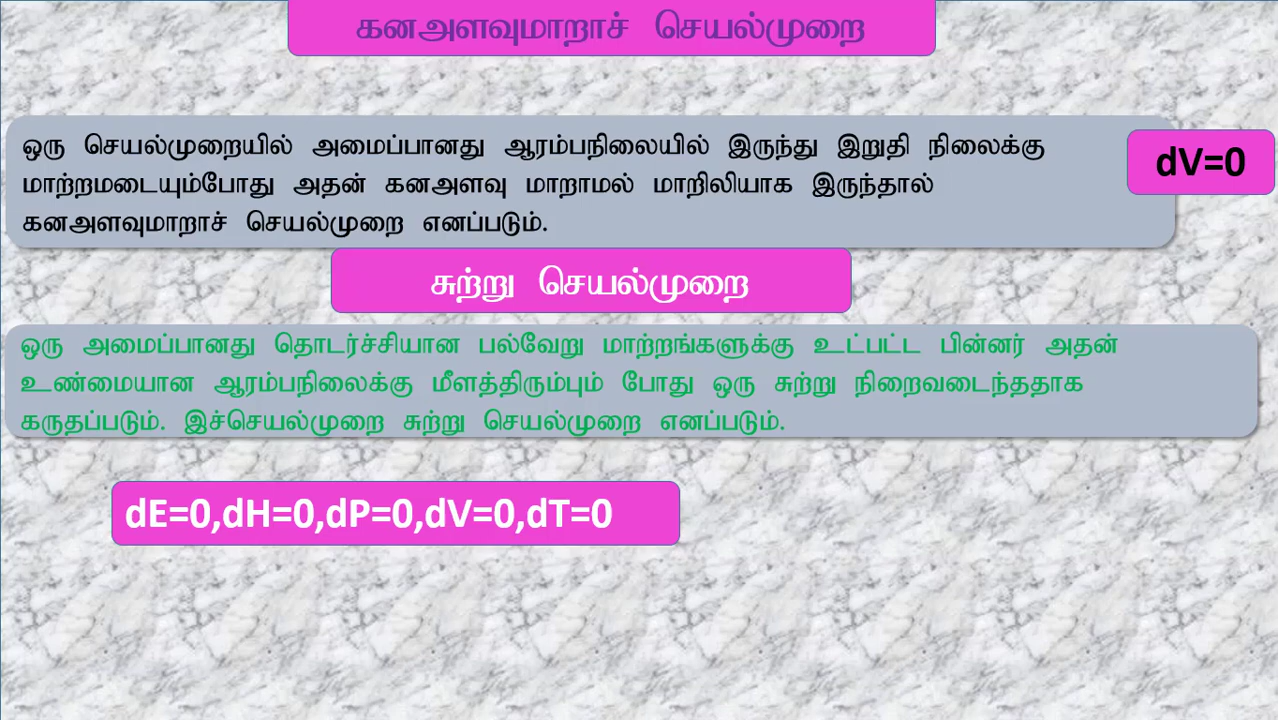 கனஅளவுமாறாச் செயல்முறை
ஒரு செயல்முறையில் அமைப்பானது ஆரம்பநிலையில் இருந்து இறுதி நிலைக்கு
மாற்றமடையும்போது அதன் கனஅளவு மாறாமல் மாறிலியாக இருந்தால்
கனஅளவுமாறாச் செயல்முறை எனப்படும்.
dV=0
சுற்று செயல்முறை
ஒரு அமைப்பானது தொடர்ச்சியான பல்வேறு மாற்றங்களுக்கு உட்பட்ட பின்னர் அதன்
உண்மையான ஆரம்பநிலைக்கு மீளத்திரும்பும் போது ஒரு சுற்று நிறைவடைந்ததாக
கருதப்படும். இச்செயல்முறை சுற்று செயல்முறை எனப்படும்.
dE=0,dH=0,dP=0,dV=0,dT=0